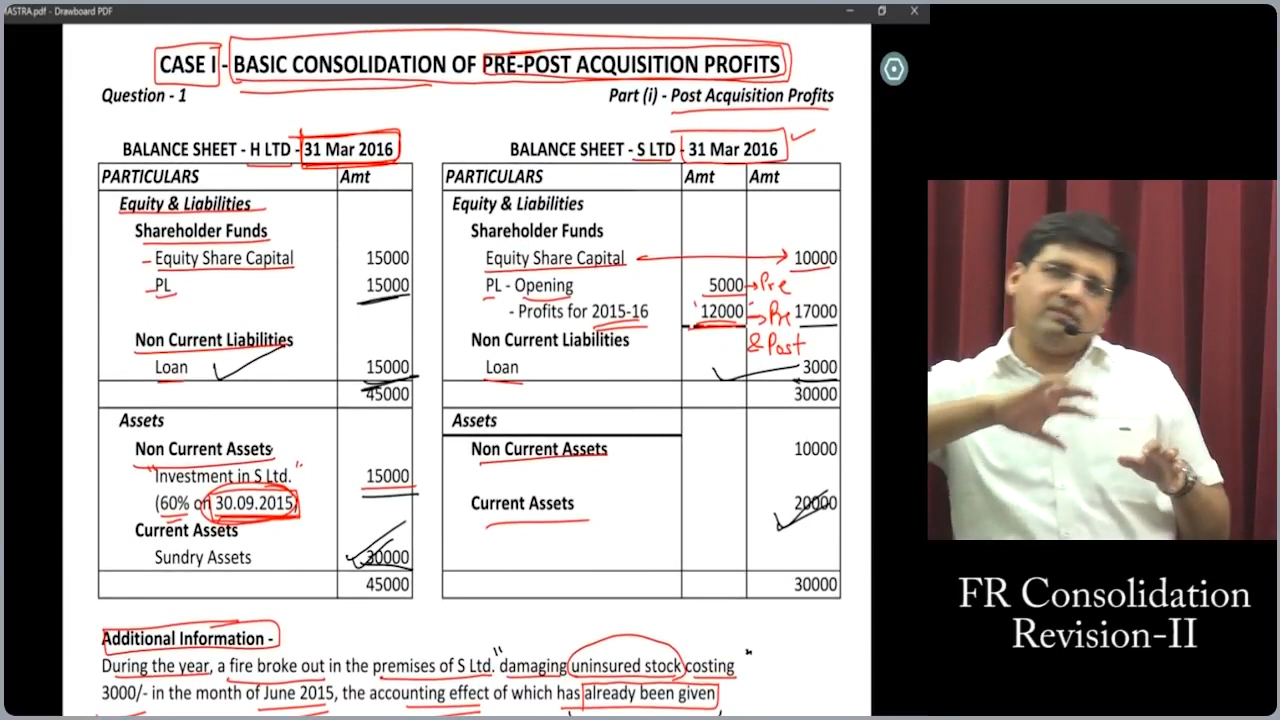 ASTRA.pdf - Drawboard PDF
CASE I - BASIC CONSOLIDATION OF PRE-POST ACQUISITION PROFITS
Question - 1
Part (i) - Post Acquisition Profits
BALANCE SHEET - H LTD - 31 Mar 2016
PARTICULARS Amt
Equity & Liabilities
Shareholder Funds
Equity Share Capital 15000
PL 15000
Non Current Liabilities
Loan 15000
45000
Assets
Non Current Assets
"Investment in S Ltd." 15000
(60% on 30.09.2015)
Current Assets
Sundry Assets 30000
45000
BALANCE SHEET - S LTD - 31 Mar 2016
PARTICULARS Amt Amt
Equity & Liabilities
Shareholder Funds
Equity Share Capital 10000
PL - Opening 5000 → Pre
- Profits for 2015-16 12000 → Pre 17000
Non Current Liabilities & Post
Loan 3000
30000
Assets
Non Current Assets 10000
Current Assets 20000
30000
Additional Information -
During the year, a fire broke out in the premises of S Ltd. "damaging uninsured stock costing"
3000/- in the month of June 2015, the accounting effect of which has already been given
FR Consolidation
Revision-II